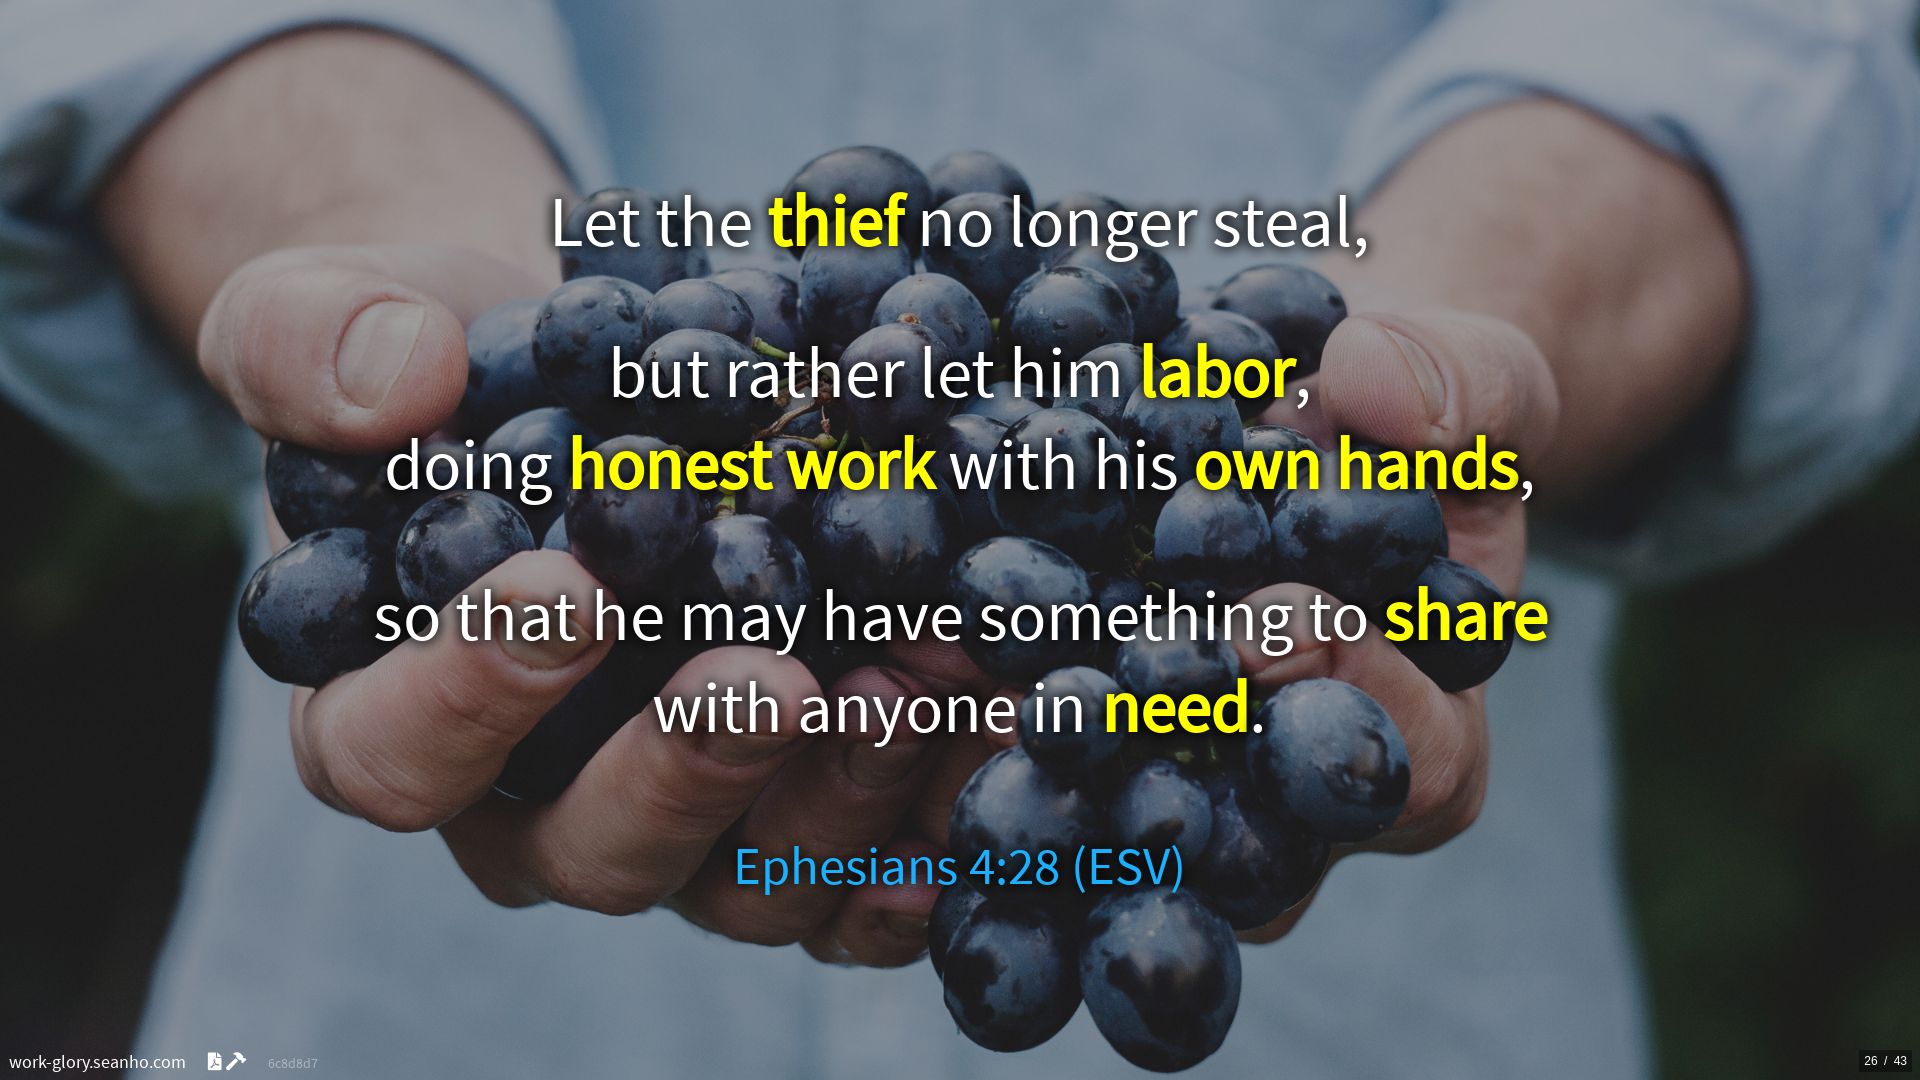 Let the thief no longer steal,
but rather let him labor,
doing honest work with his own hands,
so that he may have something to share
with anyone in need.
Ephesians 4:28 (ESV)
work-glory.seanho.com 6c8d8d7
26 / 43